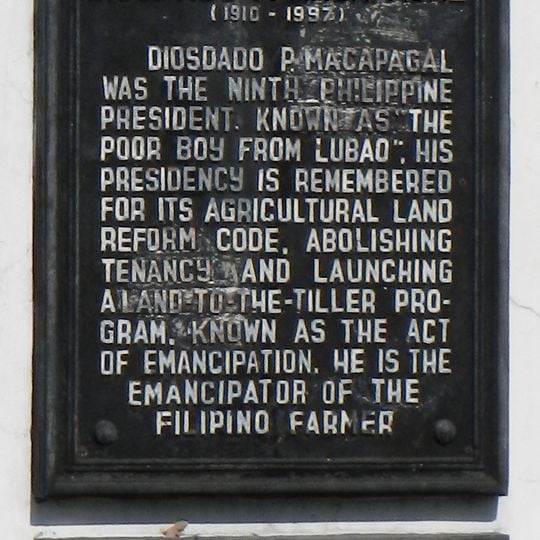 (1910 - 1997)
DIOSDADO P. MACAPAGAL
WAS THE NINTH PHILIPPINE
PRESIDENT. KNOWN AS "THE
POOR BOY FROM LUBAO", HIS
PRESIDENCY IS REMEMBERED
FOR ITS AGRICULTURAL LAND
REFORM CODE, ABOLISHING
TENANCY AND LAUNCHING
A LAND-TO-THE-TILLER PRO-
GRAM, KNOWN AS THE ACT
OF EMANCIPATION. HE IS THE
EMANCIPATOR OF THE
FILIPINO FARMER